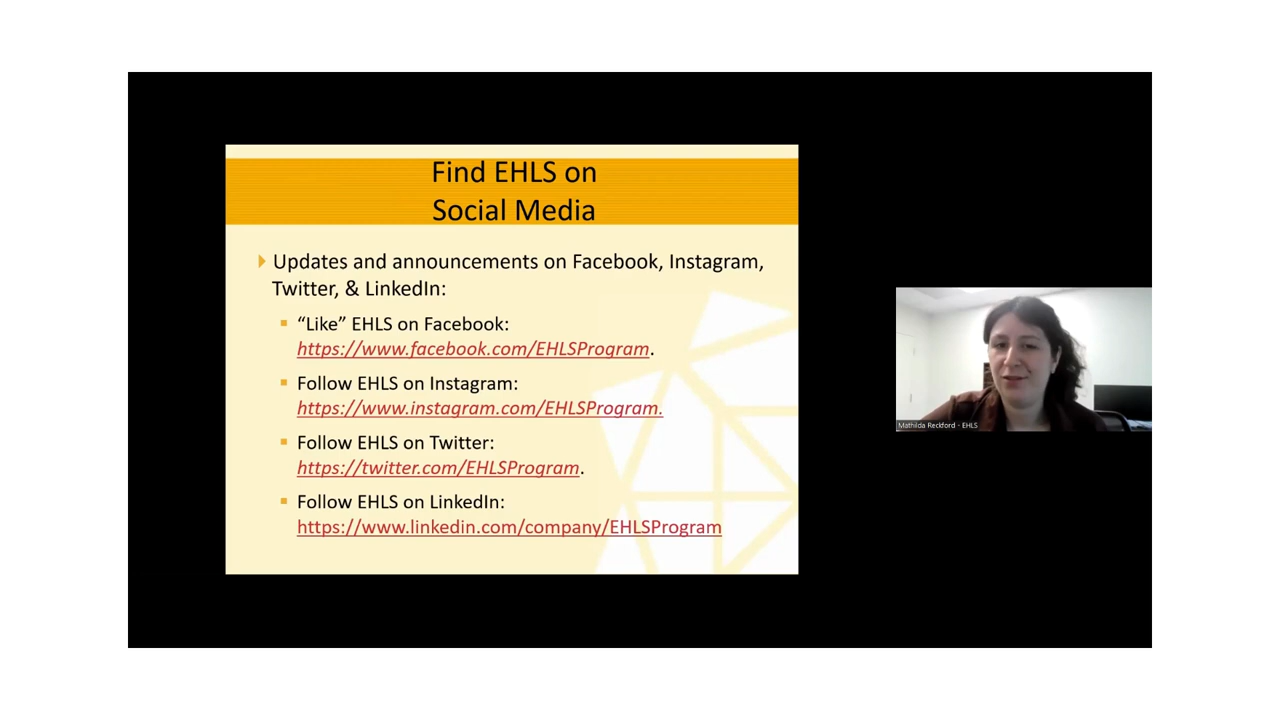 Find EHLS on
Social Media
Updates and announcements on Facebook, Instagram,
Twitter, & LinkedIn:
“Like” EHLS on Facebook:
https://www.facebook.com/EHLSProgram.
Follow EHLS on Instagram:
https://www.instagram.com/EHLSProgram.
Follow EHLS on Twitter:
https://twitter.com/EHLSProgram.
Follow EHLS on LinkedIn:
https://www.linkedin.com/company/EHLSProgram
Mathilda Reckford - EHLS